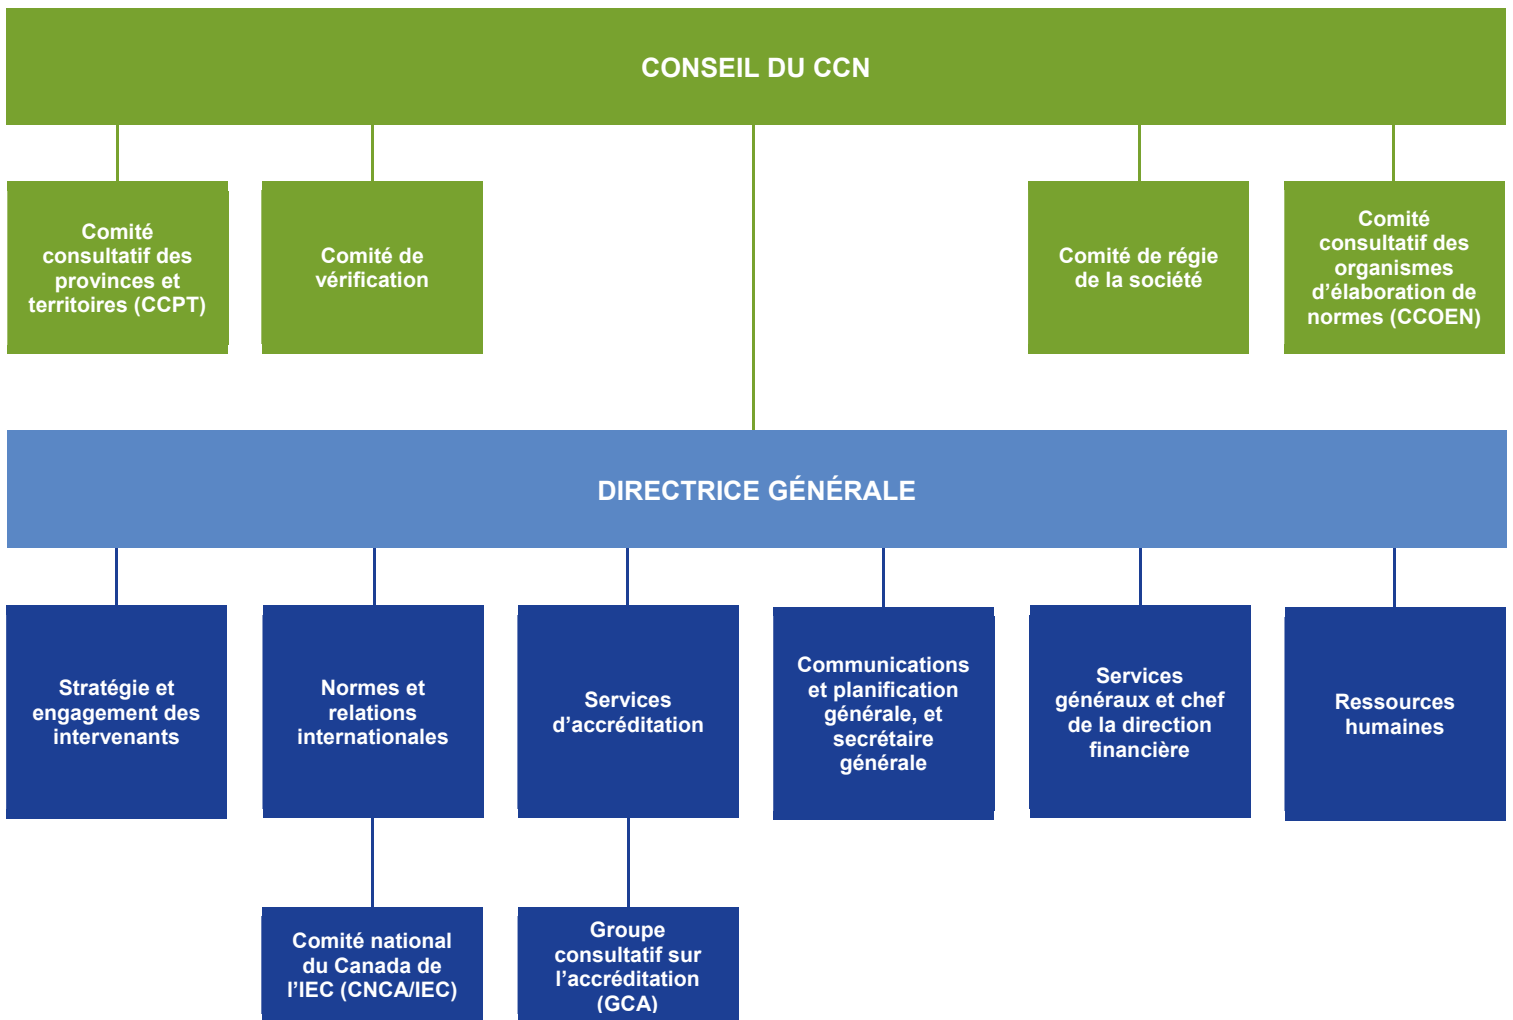 CONSEIL DU CCN
Comité
consultatif des
provinces et
territoires (CCPT)
Comité de
vérification
Comité de régie
de la société
Comité
consultatif des
organismes
d’élaboration de
normes (CCOEN)
DIRECTRICE GÉNÉRALE
Stratégie et
engagement des
intervenants
Normes et
relations
internationales
Services
d’accréditation
Communications
et planification
générale, et
secrétaire
générale
Services
généraux et chef
de la direction
financière
Ressources
humaines
Comité national
du Canada de
l’IEC (CNCA/IEC)
Groupe
consultatif sur
l’accréditation
(GCA)